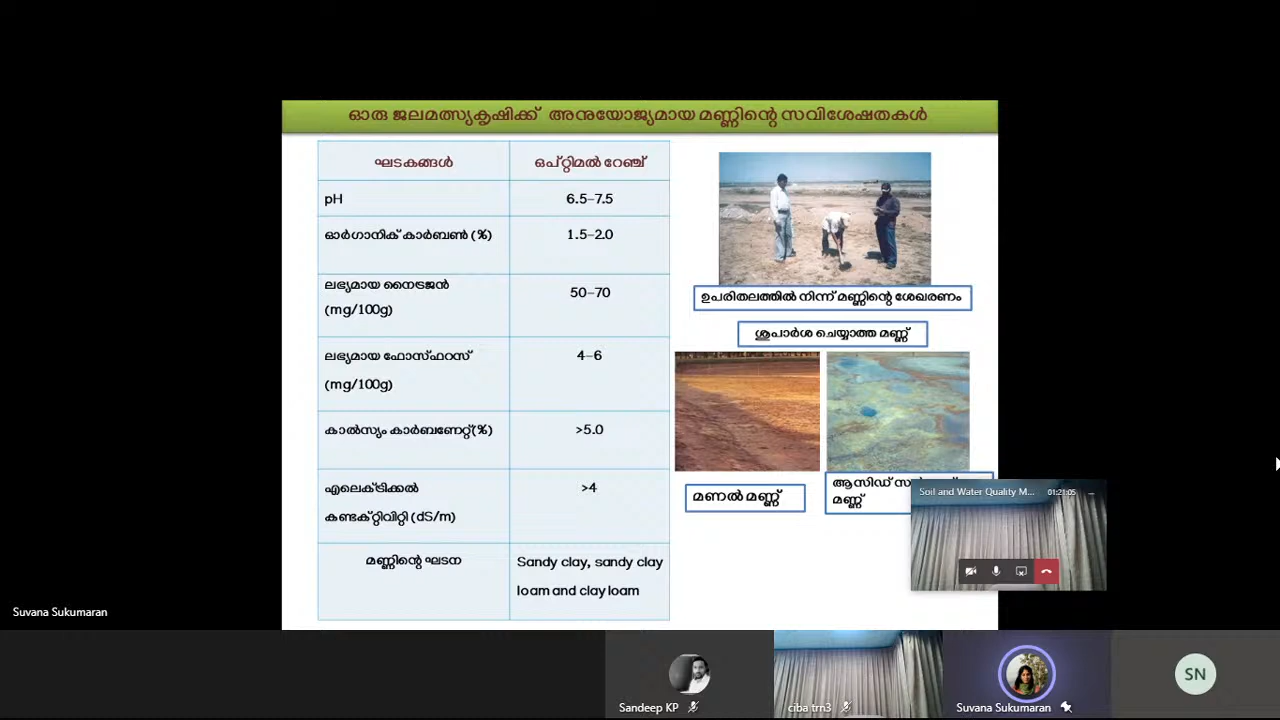 ഓരു ജലമത്സ്യകൃഷിക്ക് അനുയോജ്യമായ മണ്ണിന്റെ സവിശേഷതകൾ
ഘടകങ്ങൾ ഒപ്റ്റിമൽ റേഞ്ച്
pH 6.5-7.5
ഓർഗാനിക് കാർബൺ (%) 1.5-2.0
ലഭ്യമായ നൈട്രജൻ
(mg/100g) 50-70
ലഭ്യമായ ഫോസ്ഫറസ്
(mg/100g) 4-6
കാൽസ്യം കാർബണേറ്റ്(%) >5.0
എലെക്ട്രിക്കൽ
കണ്ടക്റ്റിവിറ്റി (dS/m) >4
മണ്ണിന്റെ ഘടന Sandy clay, sandy clay
loam and clay loam
ഉപരിതലത്തിൽ നിന്ന് മണ്ണിന്റെ ശേഖരണം
ശുപാർശ ചെയ്യാത്ത മണ്ണ്
മണൽ മണ്ണ്
ആസിഡ്
മണ്ണ്
Soil and Water Quality M... 01:21:05
Suvana Sukumaran
Sandeep KP
ciba trn3
Suvana Sukumaran
SN